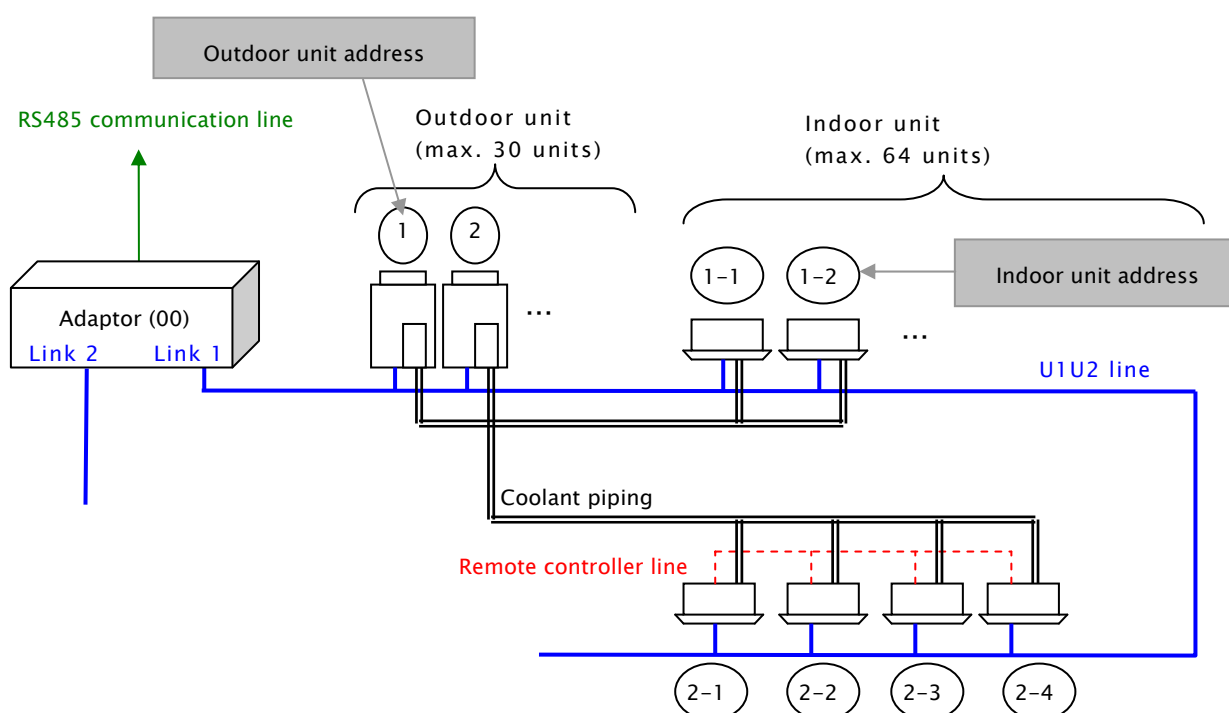 Outdoor unit address
RS485 communication line
Outdoor unit
(max. 30 units)
Indoor unit
(max. 64 units)
1
2
1-1
1-2
Indoor unit address
...
...
Adaptor (00)
Link 2
Link 1
U1U2 line
Coolant piping
Remote controller line
2-1
2-2
2-3
2-4